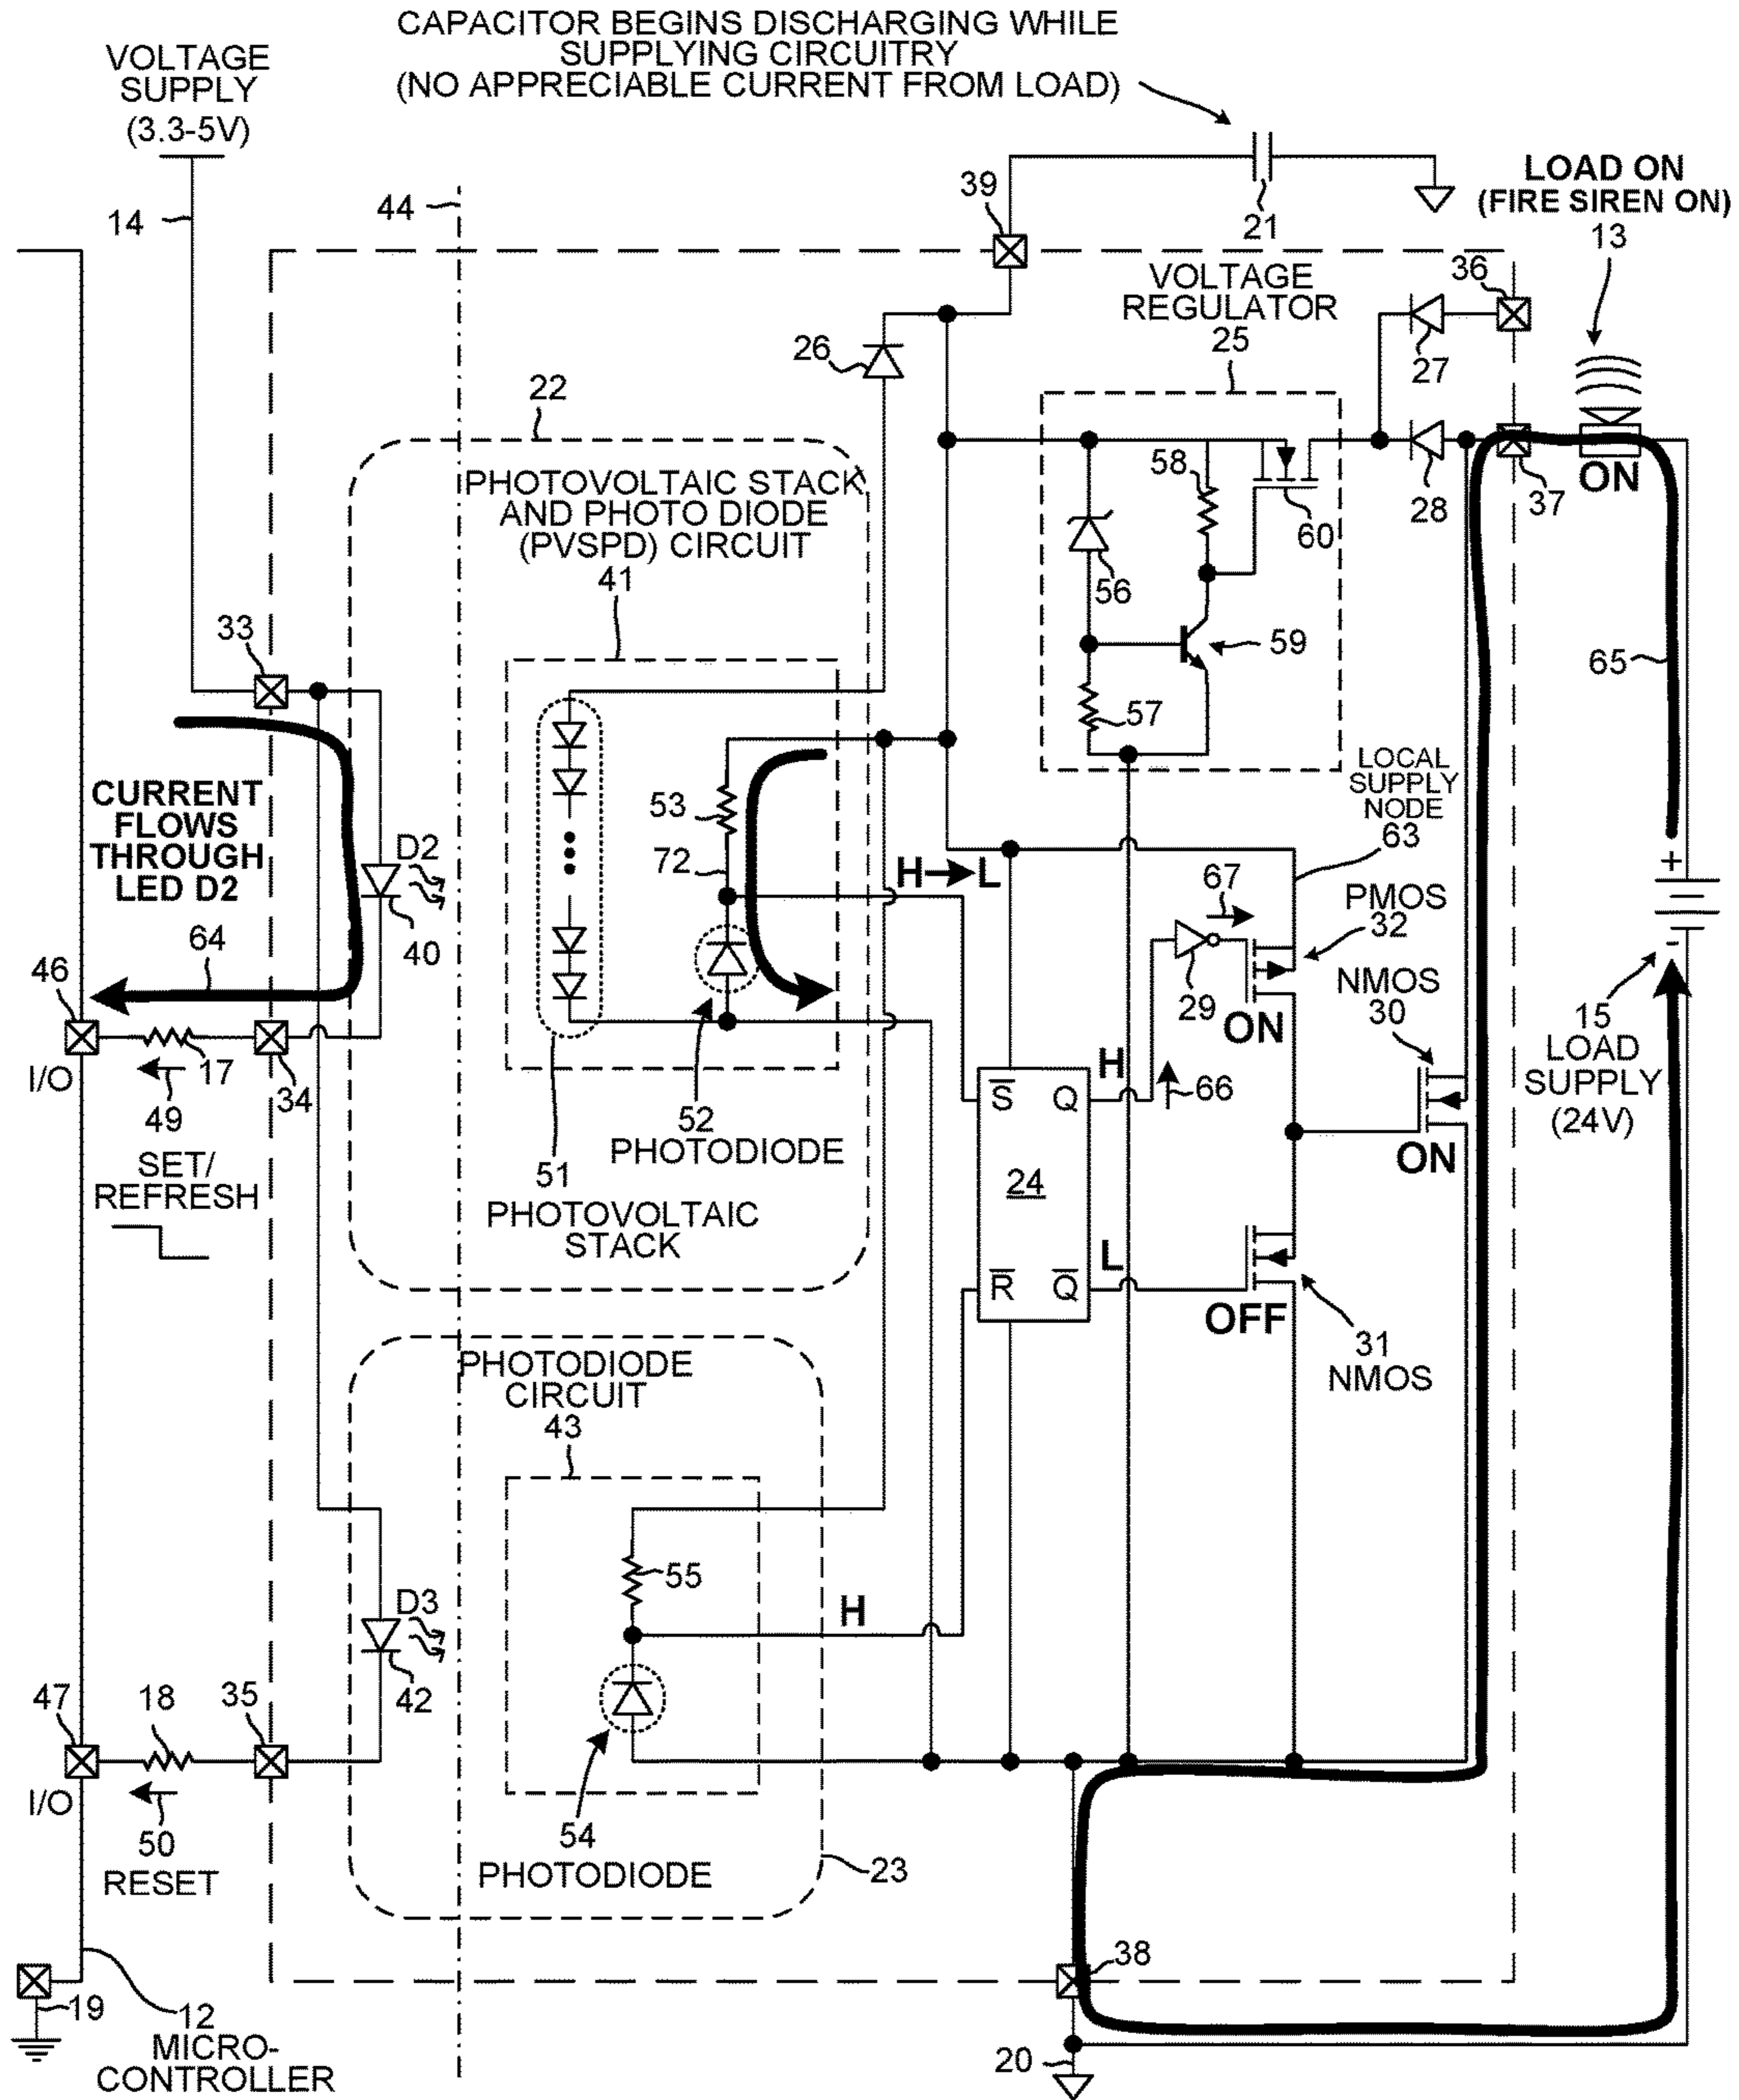 CAPACITOR BEGINS DISCHARGING WHILE
SUPPLYING CIRCUITRY
(NO APPRECIABLE CURRENT FROM LOAD)
VOLTAGE
SUPPLY
(3.3-5V)
14
44
39
21
LOAD ON
(FIRE SIREN ON)
13
36
27
VOLTAGE
REGULATOR
25
26
22
PHOTOVOLTAIC STACK
AND PHOTO DIODE
(PVSPD) CIRCUIT
41
58
60
28
37
ON
56
59
57
65
33
CURRENT
FLOWS
THROUGH
LED D2
64
D2
40
53
72
H
L
LOCAL
SUPPLY
NODE
63
67
PMOS
32
29
ON
NMOS
30
+
-
15
LOAD
SUPPLY
(24V)
46
I/O
17
49
34
SET/
REFRESH
51
PHOTOVOLTAIC
STACK
52
PHOTODIODE
S
Q
H
66
24
ON
R
Q
L
OFF
31
NMOS
PHOTODIODE
CIRCUIT
43
55
H
D3
42
54
PHOTODIODE
23
47
I/O
18
50
RESET
35
38
19
12
MICRO-
CONTROLLER
20